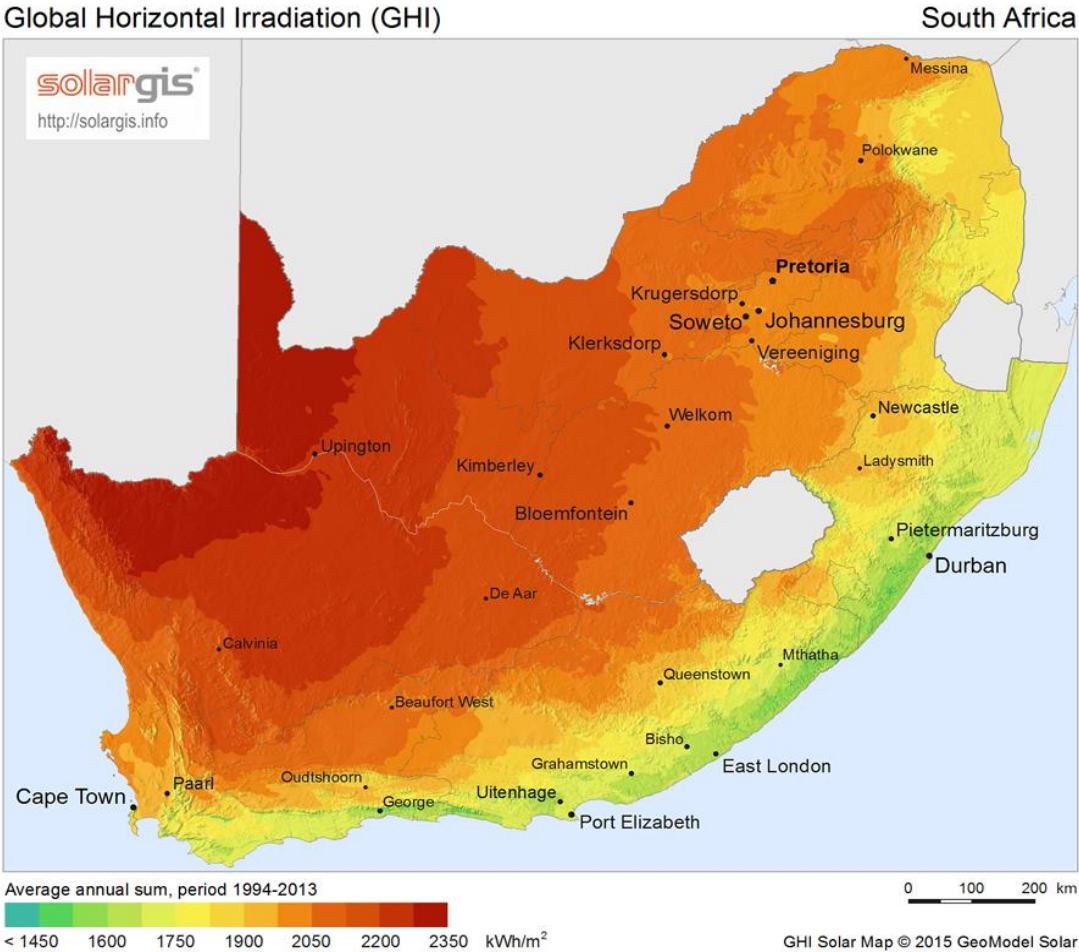 Global Horizontal Irradiation (GHI)
South Africa
solargis
http://solargis.info
Messina
Polokwane
Pretoria
Krugersdorp
Soweto
Johannesburg
Klerksdorp
Vereeniging
Newcastle
Welkom
Upington
Ladysmith
Kimberley
Bloemfontein
Pietermaritzburg
Durban
De Aar
Calvinia
Mthatha
Queenstown
Beaufort West
Bisho
Grahamstown
East London
Oudtshoorn
Paarl
Cape Town
George
Uitenhage
Port Elizabeth
Average annual sum, period 1994-2013
0 100 200 km
< 1450 1600 1750 1900 2050 2200 2350 kWh/m²
GHI Solar Map © 2015 GeoModel Solar